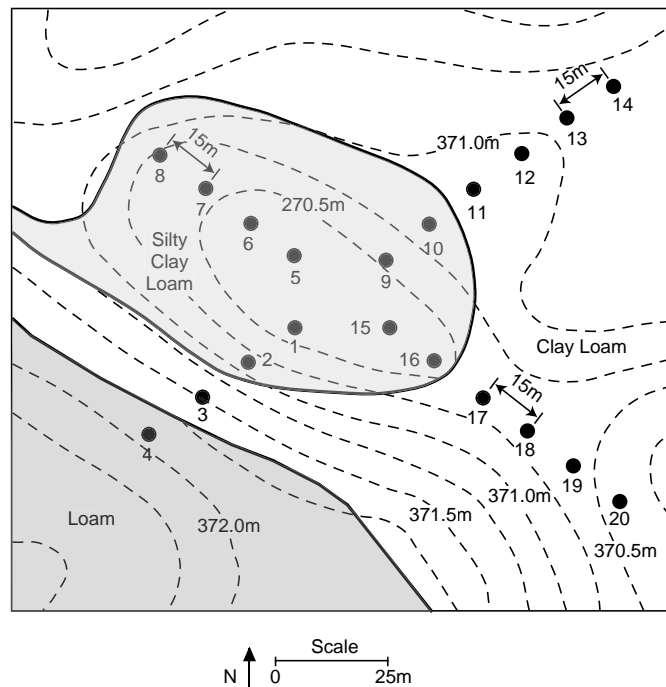 15m
14
13
371.0m
12
8
15m
7
11
270.5m
6
10
Silty
Clay
Loam
5
9
1
15
Clay Loam
2
16
15m
3
17
4
18
371.0m
19
Loam
372.0m
371.5m
20
370.5m
Scale
N 0 25m